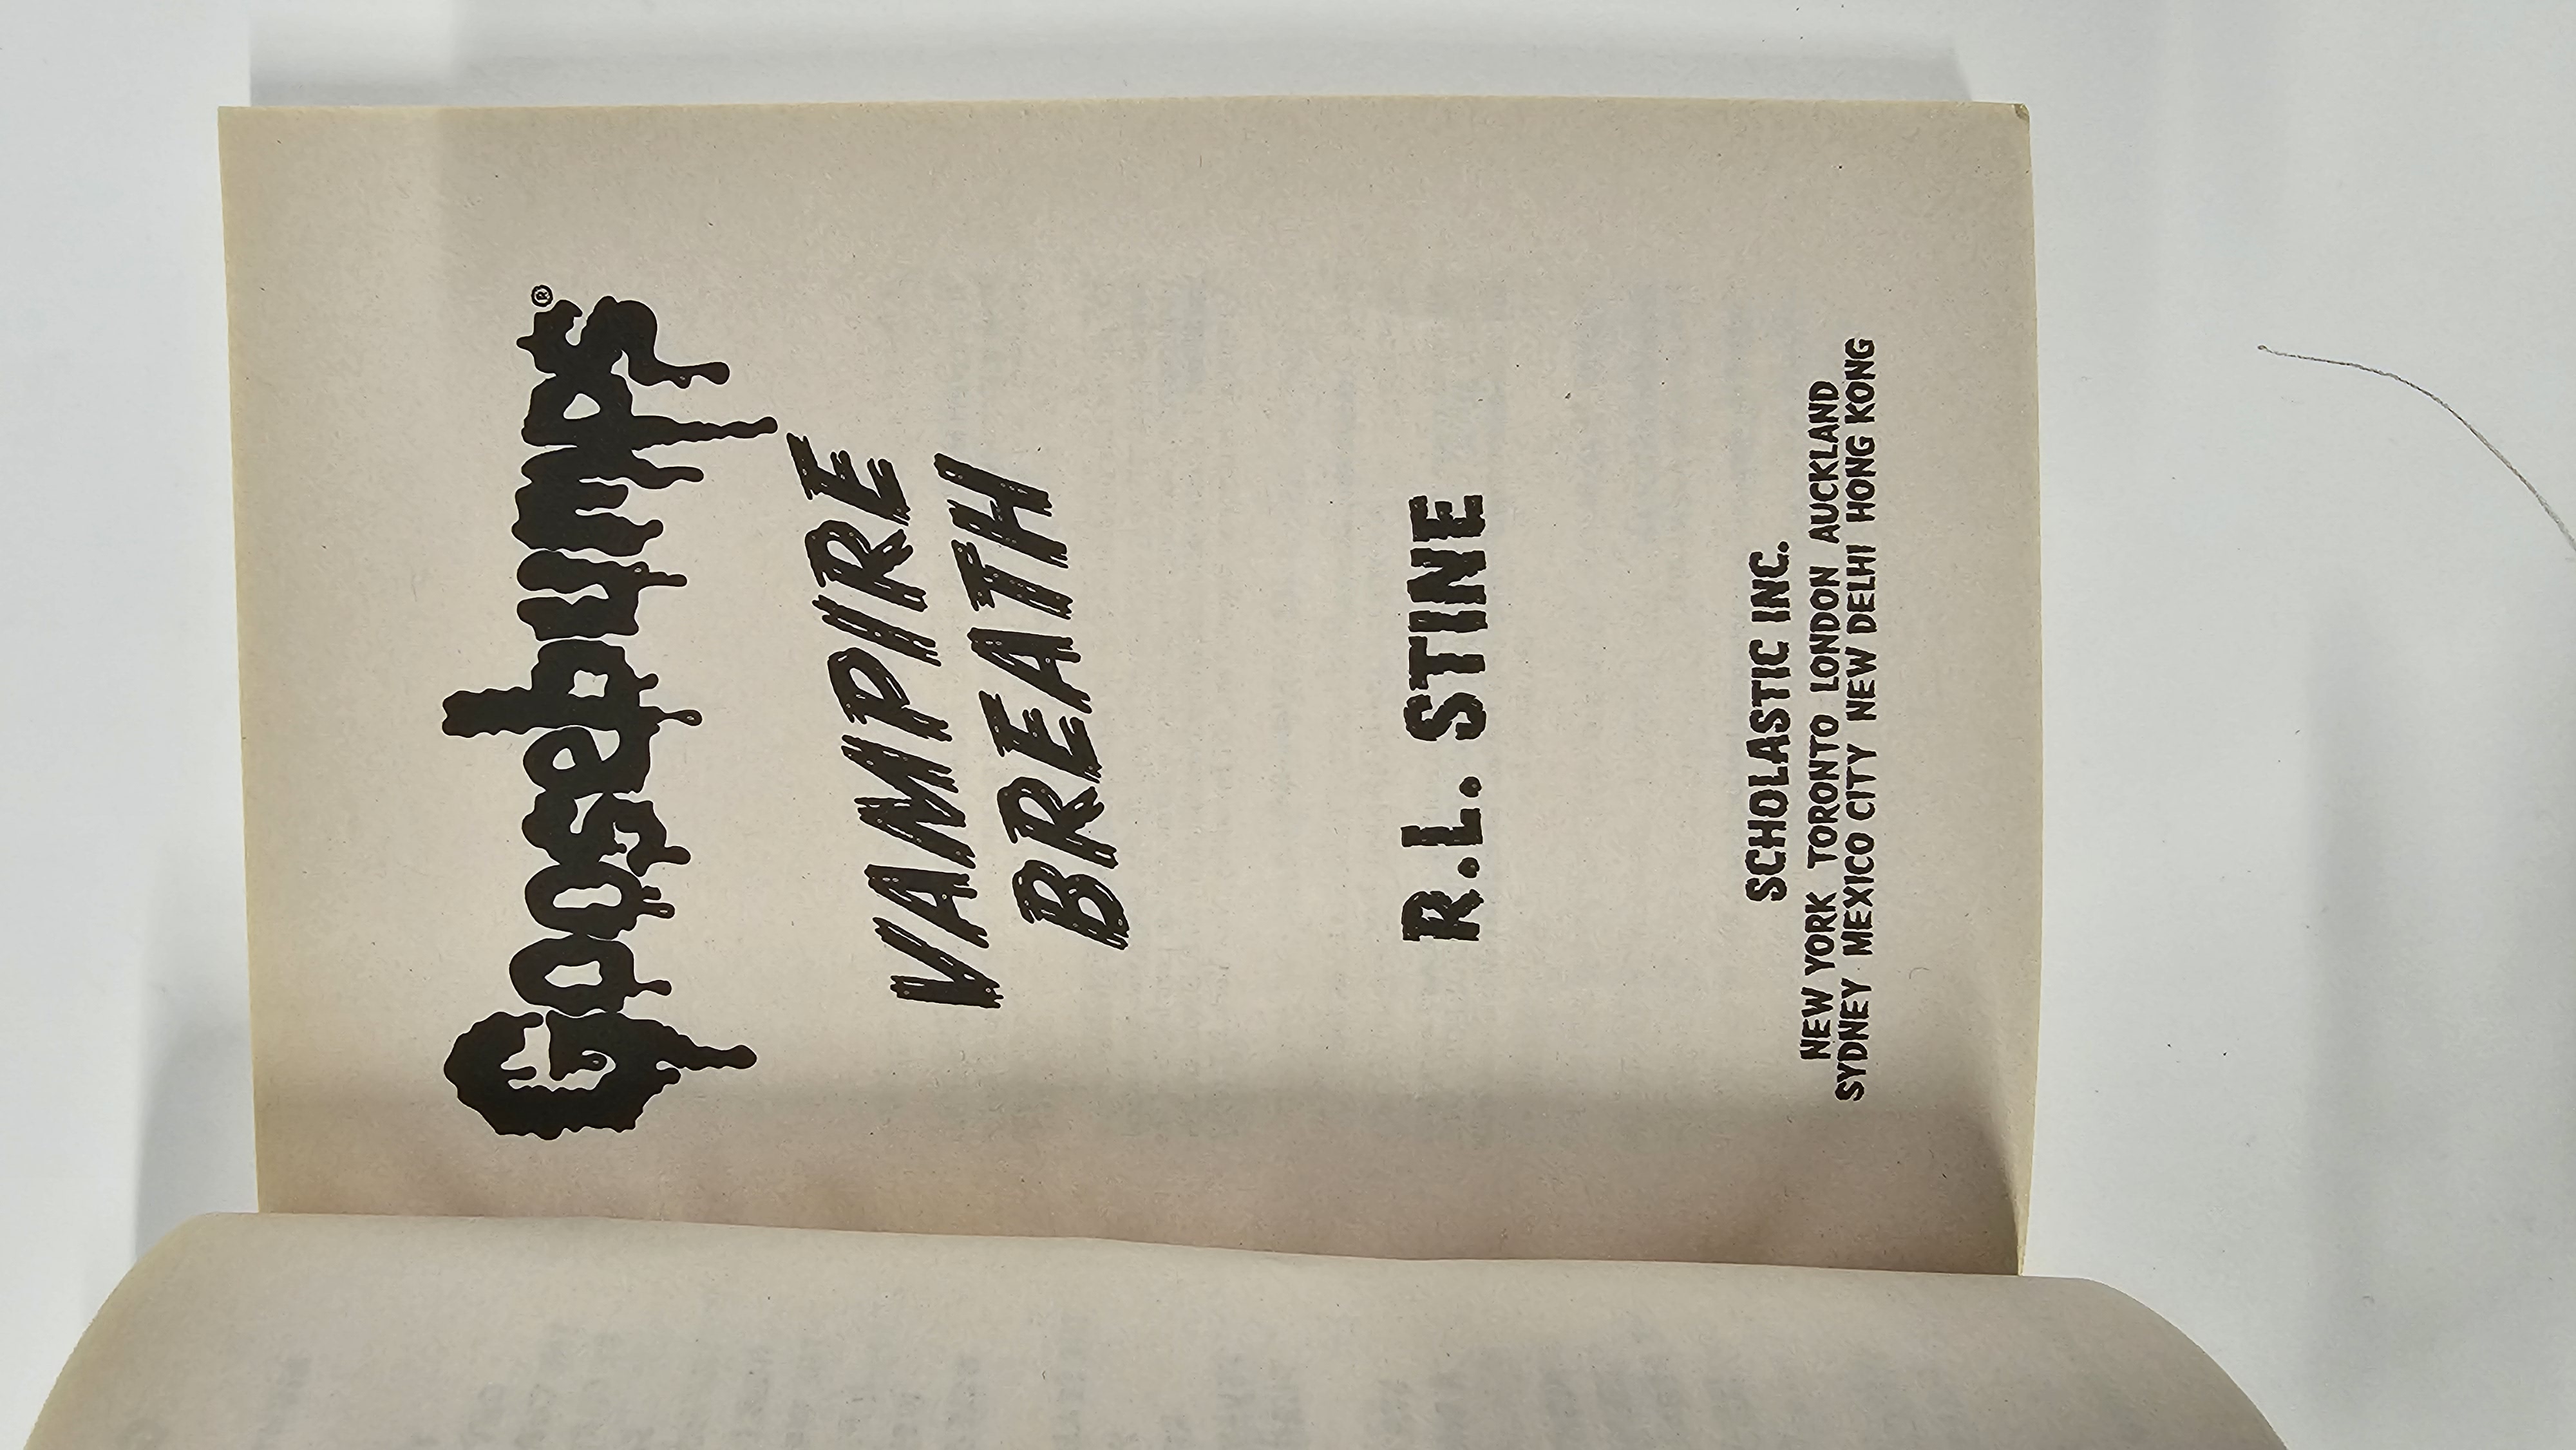 Goosebumps®
VAMPIRE
BREATH
R.L. STINE
SCHOLASTIC INC.
NEW YORK TORONTO LONDON AUCKLAND
SYDNEY MEXICO CITY NEW DELHI HONG KONG